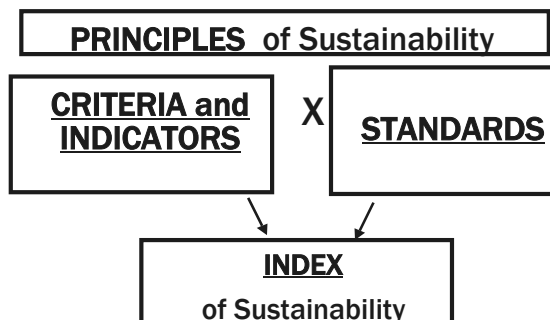 PRINCIPLES of Sustainability
CRITERIA and
INDICATORS
X
STANDARDS
INDEX
of Sustainability